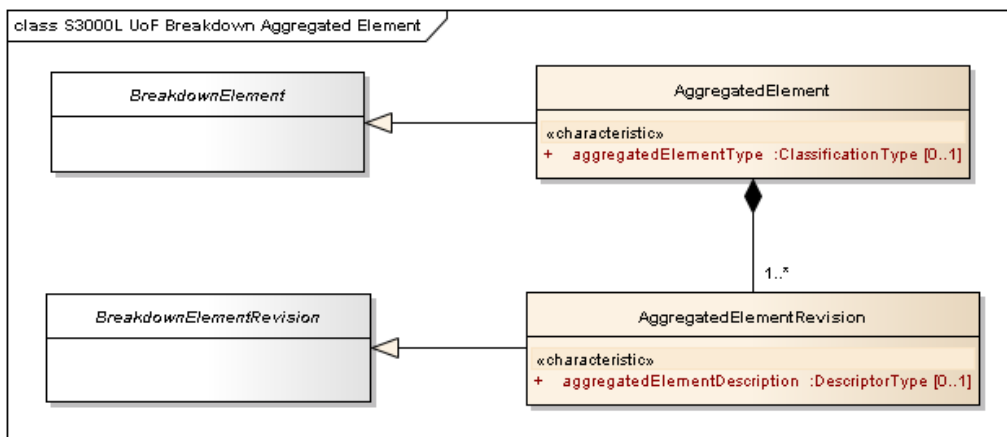 class S3000L UoF Breakdown Aggregated Element
BreakdownElement
AggregatedElement
«characteristic»
+ aggregatedElementType :ClassificationType [0..1]
1..*
BreakdownElementRevision
AggregatedElementRevision
«characteristic»
+ aggregatedElementDescription :DescriptorType [0..1]